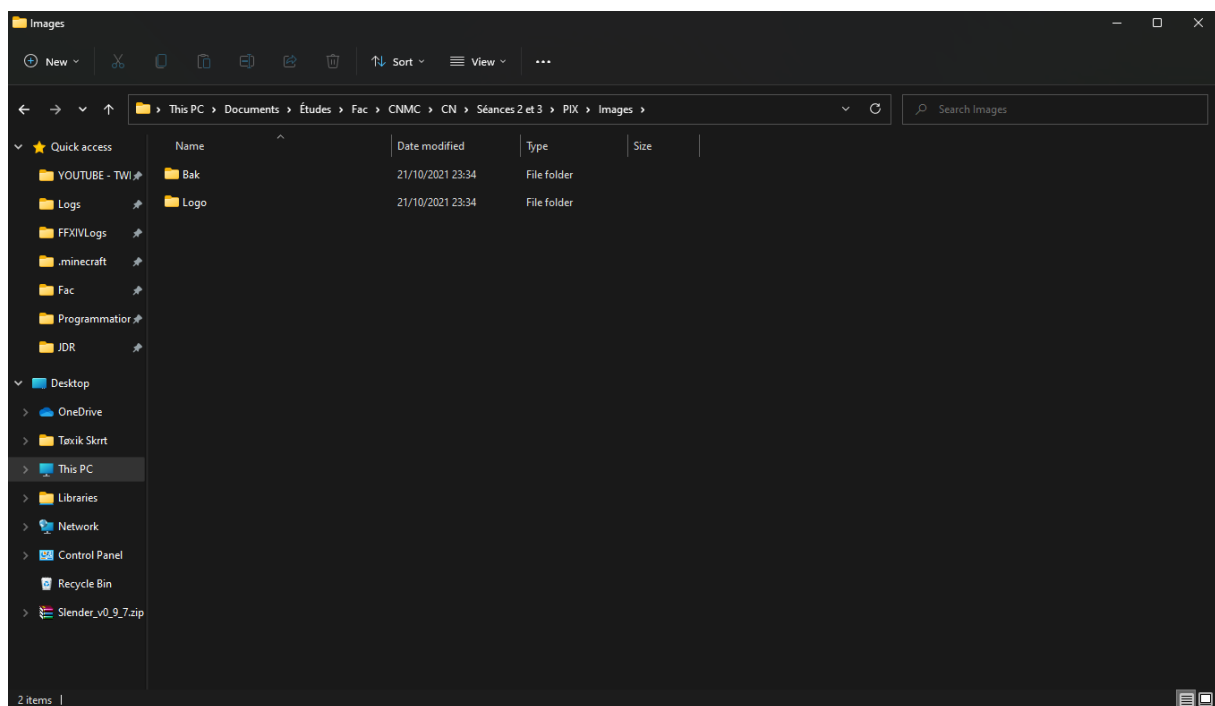 Images
New Sort View ...
This PC > Documents > Études > Fac > CNMC > CN > Séances 2 et 3 > PIX > Images >
Search Images
Quick access
YOUTUBE - TWI
Logs
FFXIVLogs
.minecraft
Fac
Programmation
JDR
Desktop
OneDrive
Tøxik Skrrt
This PC
Libraries
Network
Control Panel
Recycle Bin
Slender_v0_9_7.zip
Name Date modified Type Size
Bak 21/10/2021 23:34 File folder
Logo 21/10/2021 23:34 File folder
2 items